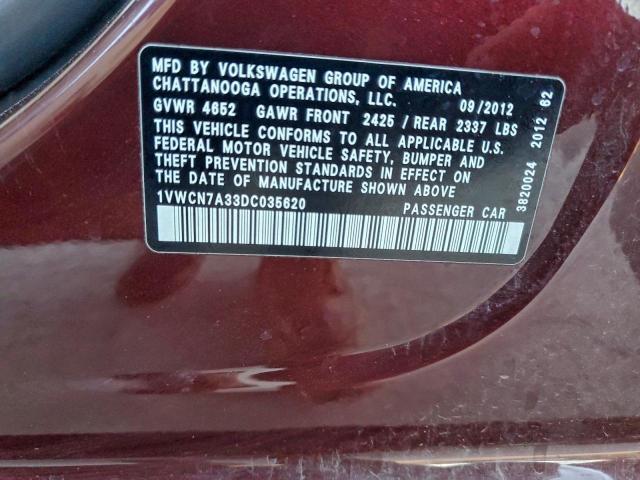 MFD BY VOLKSWAGEN GROUP OF AMERICA
CHATTANOOGA OPERATIONS, LLC. 09/2012
GVWR 4652 GAWR FRONT 2425 / REAR 2337 LBS
THIS VEHICLE CONFORMS TO ALL APPLICABLE U.S.
FEDERAL MOTOR VEHICLE SAFETY, BUMPER AND
THEFT PREVENTION STANDARDS IN EFFECT ON
THE DATE OF MANUFACTURE SHOWN ABOVE
1VWCN7A33DC035620 PASSENGER CAR
3820024 2012 62